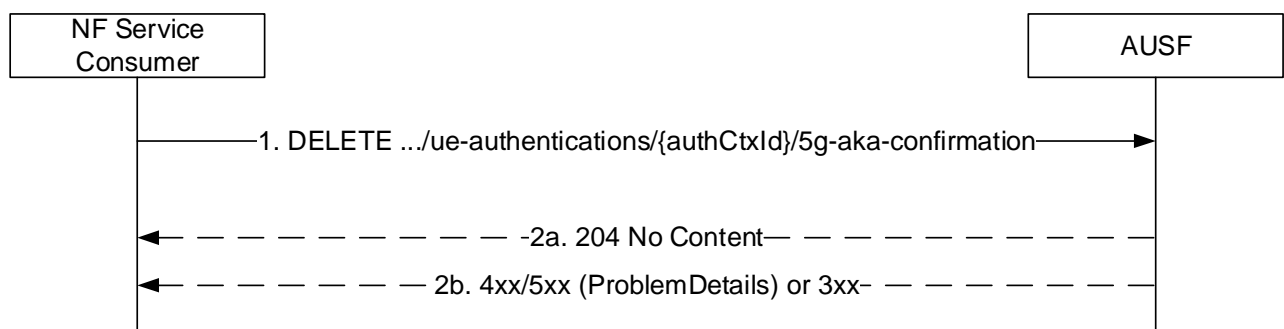 NF Service
Consumer
AUSF
1. DELETE .../ue-authentications/{authCtxId}/5g-aka-confirmation
2a. 204 No Content
2b. 4xx/5xx (ProblemDetails) or 3xx